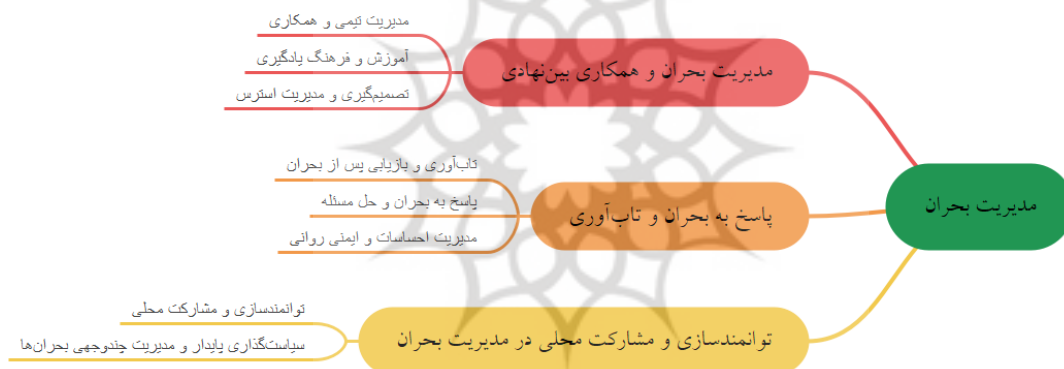 مدیریت بحران
مدیریت بحران و همکاری بین‌نهادی
مدیریت تیمی و همکاری
آموزش و فرهنگ یادگیری
تصمیم‌گیری و مدیریت استرس
پاسخ به بحران و تاب‌آوری
تاب‌آوری و بازیابی پس از بحران
پاسخ به بحران و حل مسئله
مدیریت احساسات و ایمنی روانی
توانمندسازی و مشارکت محلی در مدیریت بحران
توانمندسازی و مشارکت محلی
سیاست‌گذاری پایدار و مدیریت چندوجهی بحران‌ها